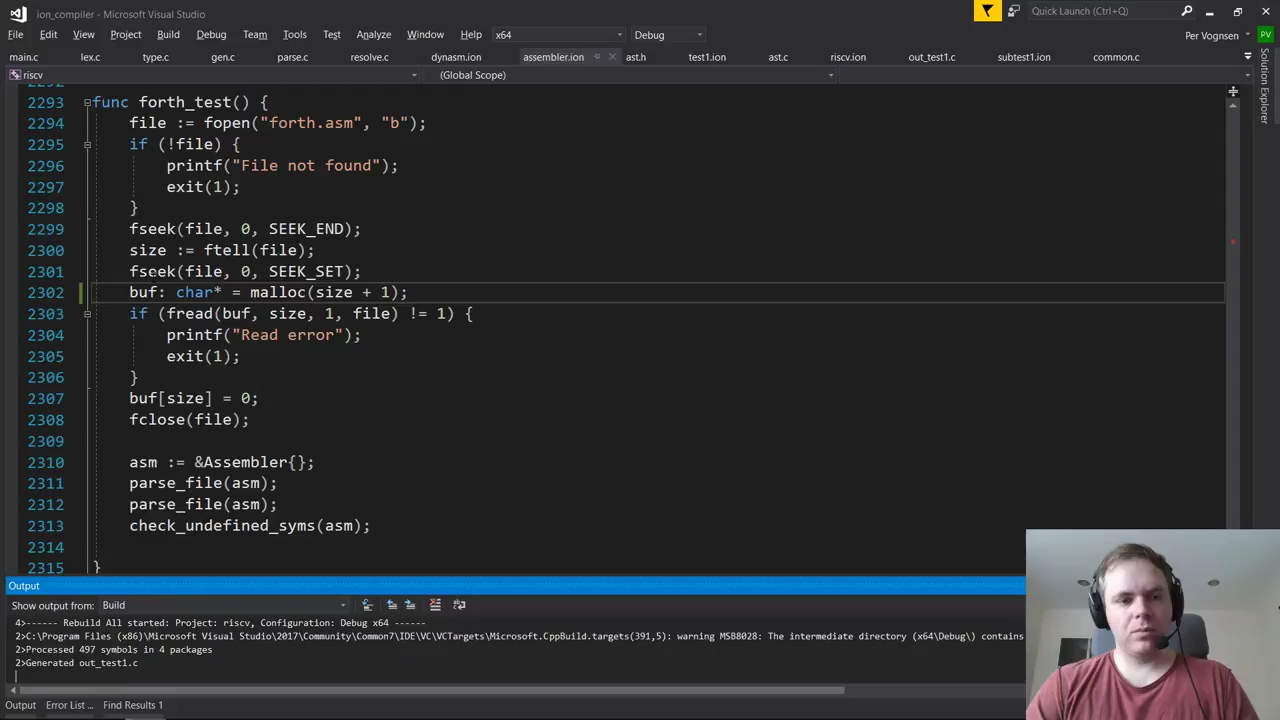 ion_compiler - Microsoft Visual Studio
Quick Launch (Ctrl+Q)
File Edit View Project Build Debug Team Tools Test Analyze Window Help x64 Debug
Per Vognsen PV
main.c lex.c type.c gen.c parse.c resolve.c dynasm.ion assembler.ion ast.h test1.ion ast.c riscv.ion out_test1.c subtest1.ion common.c
riscv (Global Scope)
Solution Explorer
2292
2293 func forth_test() {
2294 file := fopen("forth.asm", "b");
2295 if (!file) {
2296 printf("File not found");
2297 exit(1);
2298 }
2299 fseek(file, 0, SEEK_END);
2300 size := ftell(file);
2301 fseek(file, 0, SEEK_SET);
2302 buf: char* = malloc(size + 1);
2303 if (fread(buf, size, 1, file) != 1) {
2304 printf("Read error");
2305 exit(1);
2306 }
2307 buf[size] = 0;
2308 fclose(file);
2309
2310 asm := &Assembler{};
2311 parse_file(asm);
2312 parse_file(asm);
2313 check_undefined_syms(asm);
2314
2315 }
Output
Show output from: Build
4>------ Rebuild All started: Project: riscv, Configuration: Debug x64 ------
2>C:\Program Files (x86)\Microsoft Visual Studio\2017\Community\Common7\IDE\VC\VCTargets\Microsoft.CppBuild.targets(391,5): warning MSB8028: The intermediate directory (x64\Debug\) contains
2>Processed 497 symbols in 4 packages
2>Generated out_test1.c
Output Error List ... Find Results 1